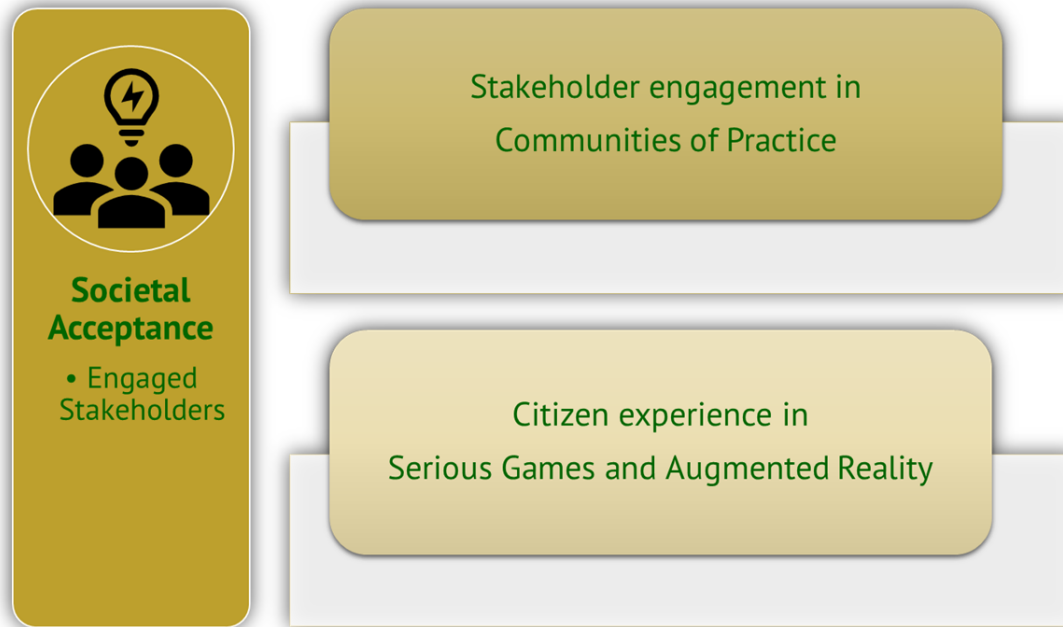 Societal
Acceptance
• Engaged
Stakeholders
Stakeholder engagement in
Communities of Practice
Citizen experience in
Serious Games and Augmented Reality